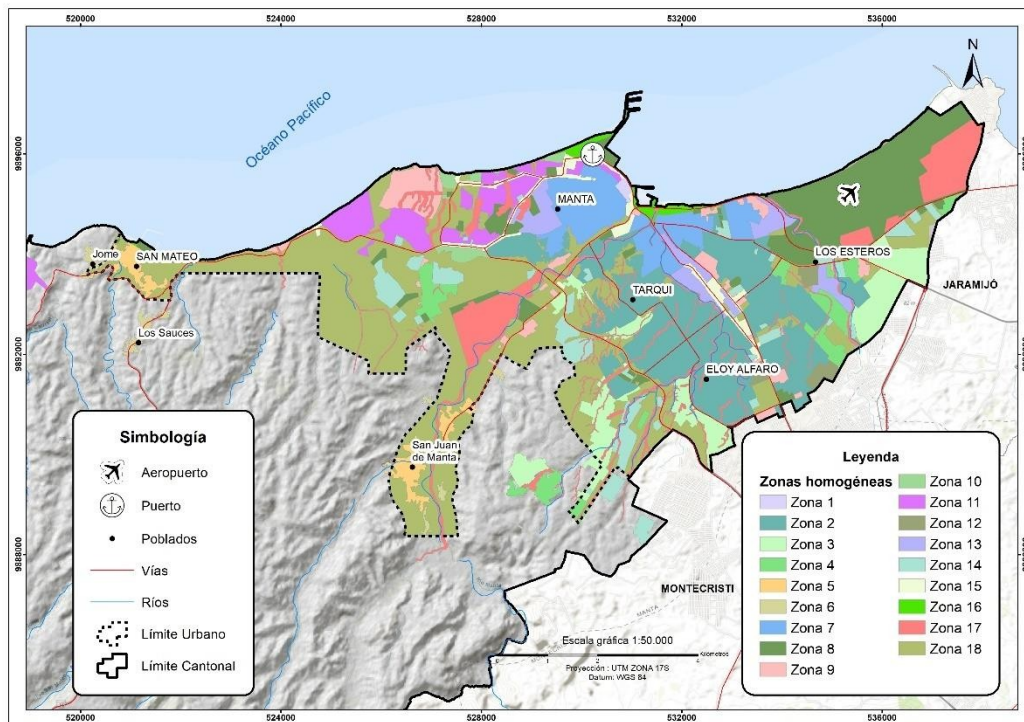 520000 524000 528000 532000 536000
N
Océano Pacífico
9896000
MANTA
Jome
SAN MATEO
LOS ESTEROS
TARQUI
JARAMIJÓ
Los Sauces
9892000
ELOY ALFARO
San Juan
de Manta
9888000
MONTECRISTI
MANTA
Escala gráfica 1:50.000
Kilómetros
Proyección : UTM ZONA 17S
Datum: WGS 84
Simbología
Aeropuerto
Puerto
Poblados
Vías
Ríos
Límite Urbano
Límite Cantonal
Leyenda
Zonas homogéneas
Zona 1
Zona 2
Zona 3
Zona 4
Zona 5
Zona 6
Zona 7
Zona 8
Zona 9
Zona 10
Zona 11
Zona 12
Zona 13
Zona 14
Zona 15
Zona 16
Zona 17
Zona 18
520000 524000 528000 532000 536000